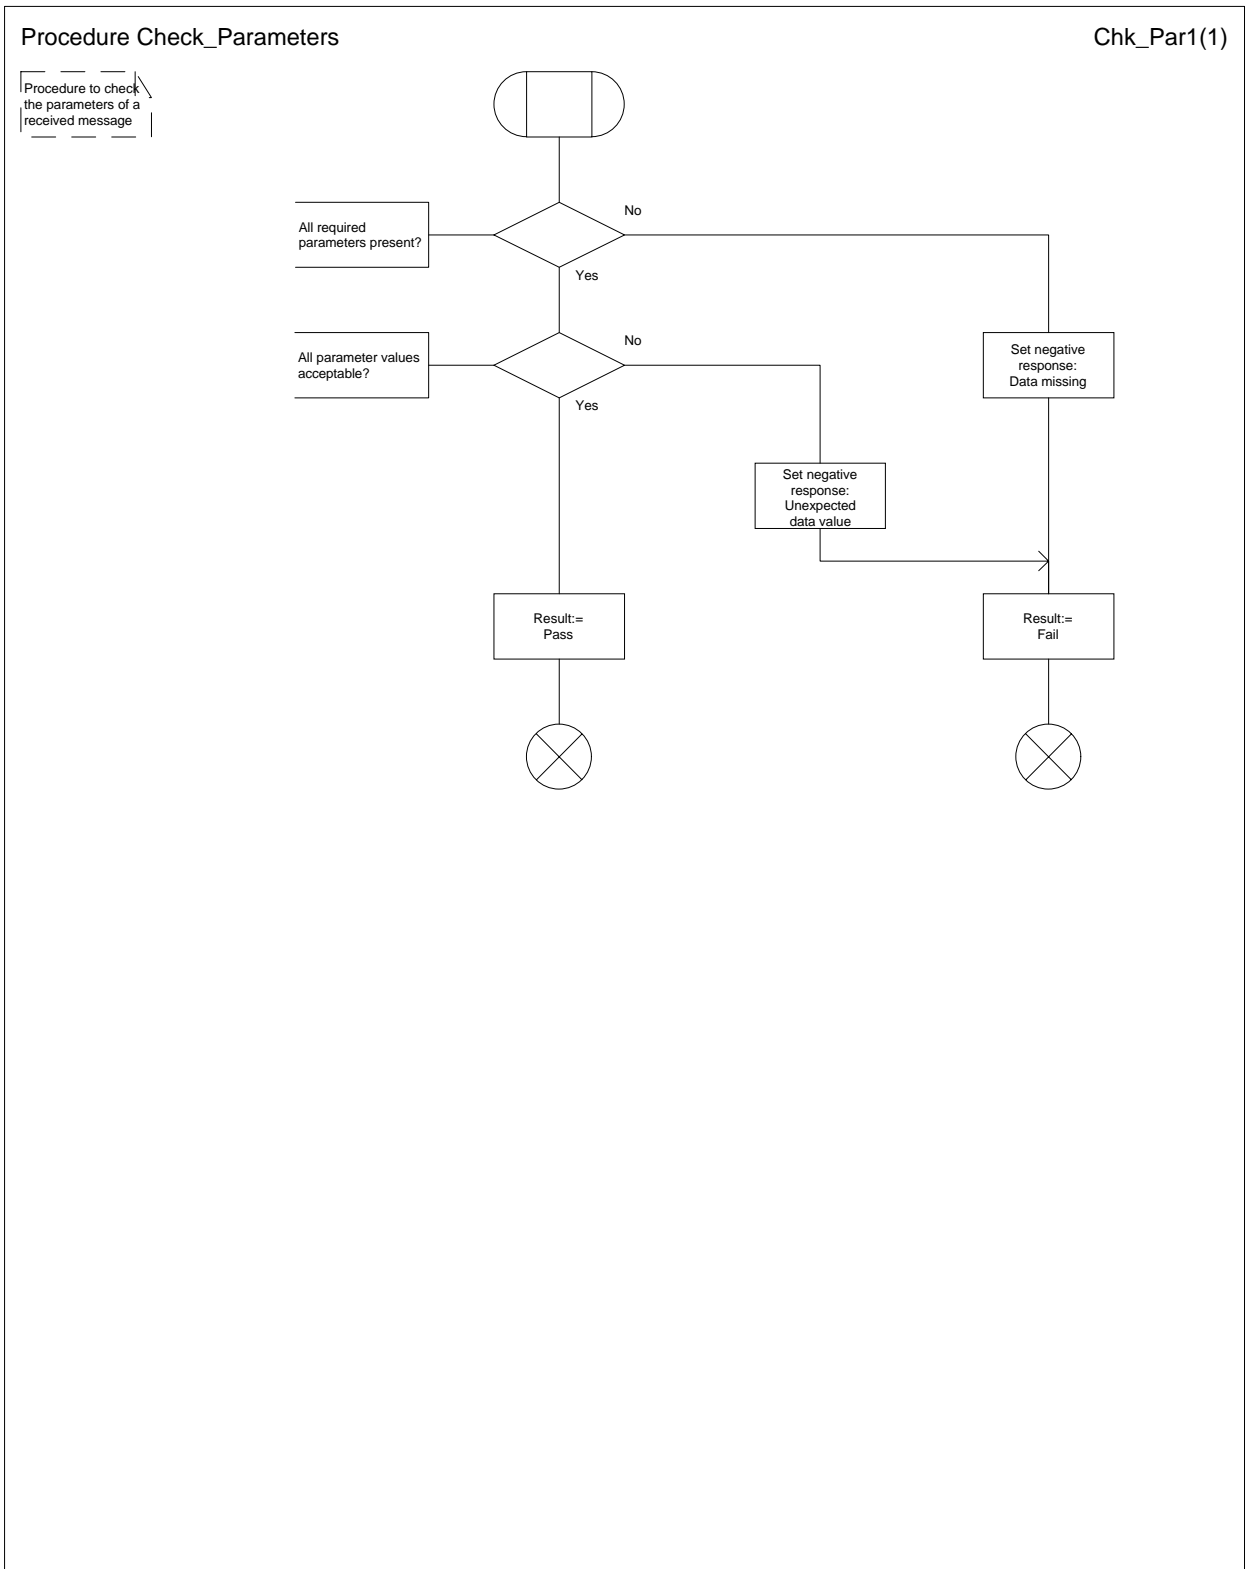 Procedure Check_Parameters
Chk_Par1(1)
Procedure to check
the parameters of a
received message
No
All required
parameters present?
Yes
No
All parameter values
acceptable?
Set negative
response:
Data missing
Yes
Set negative
response:
Unexpected
data value
Result:=
Pass
Result:=
Fail